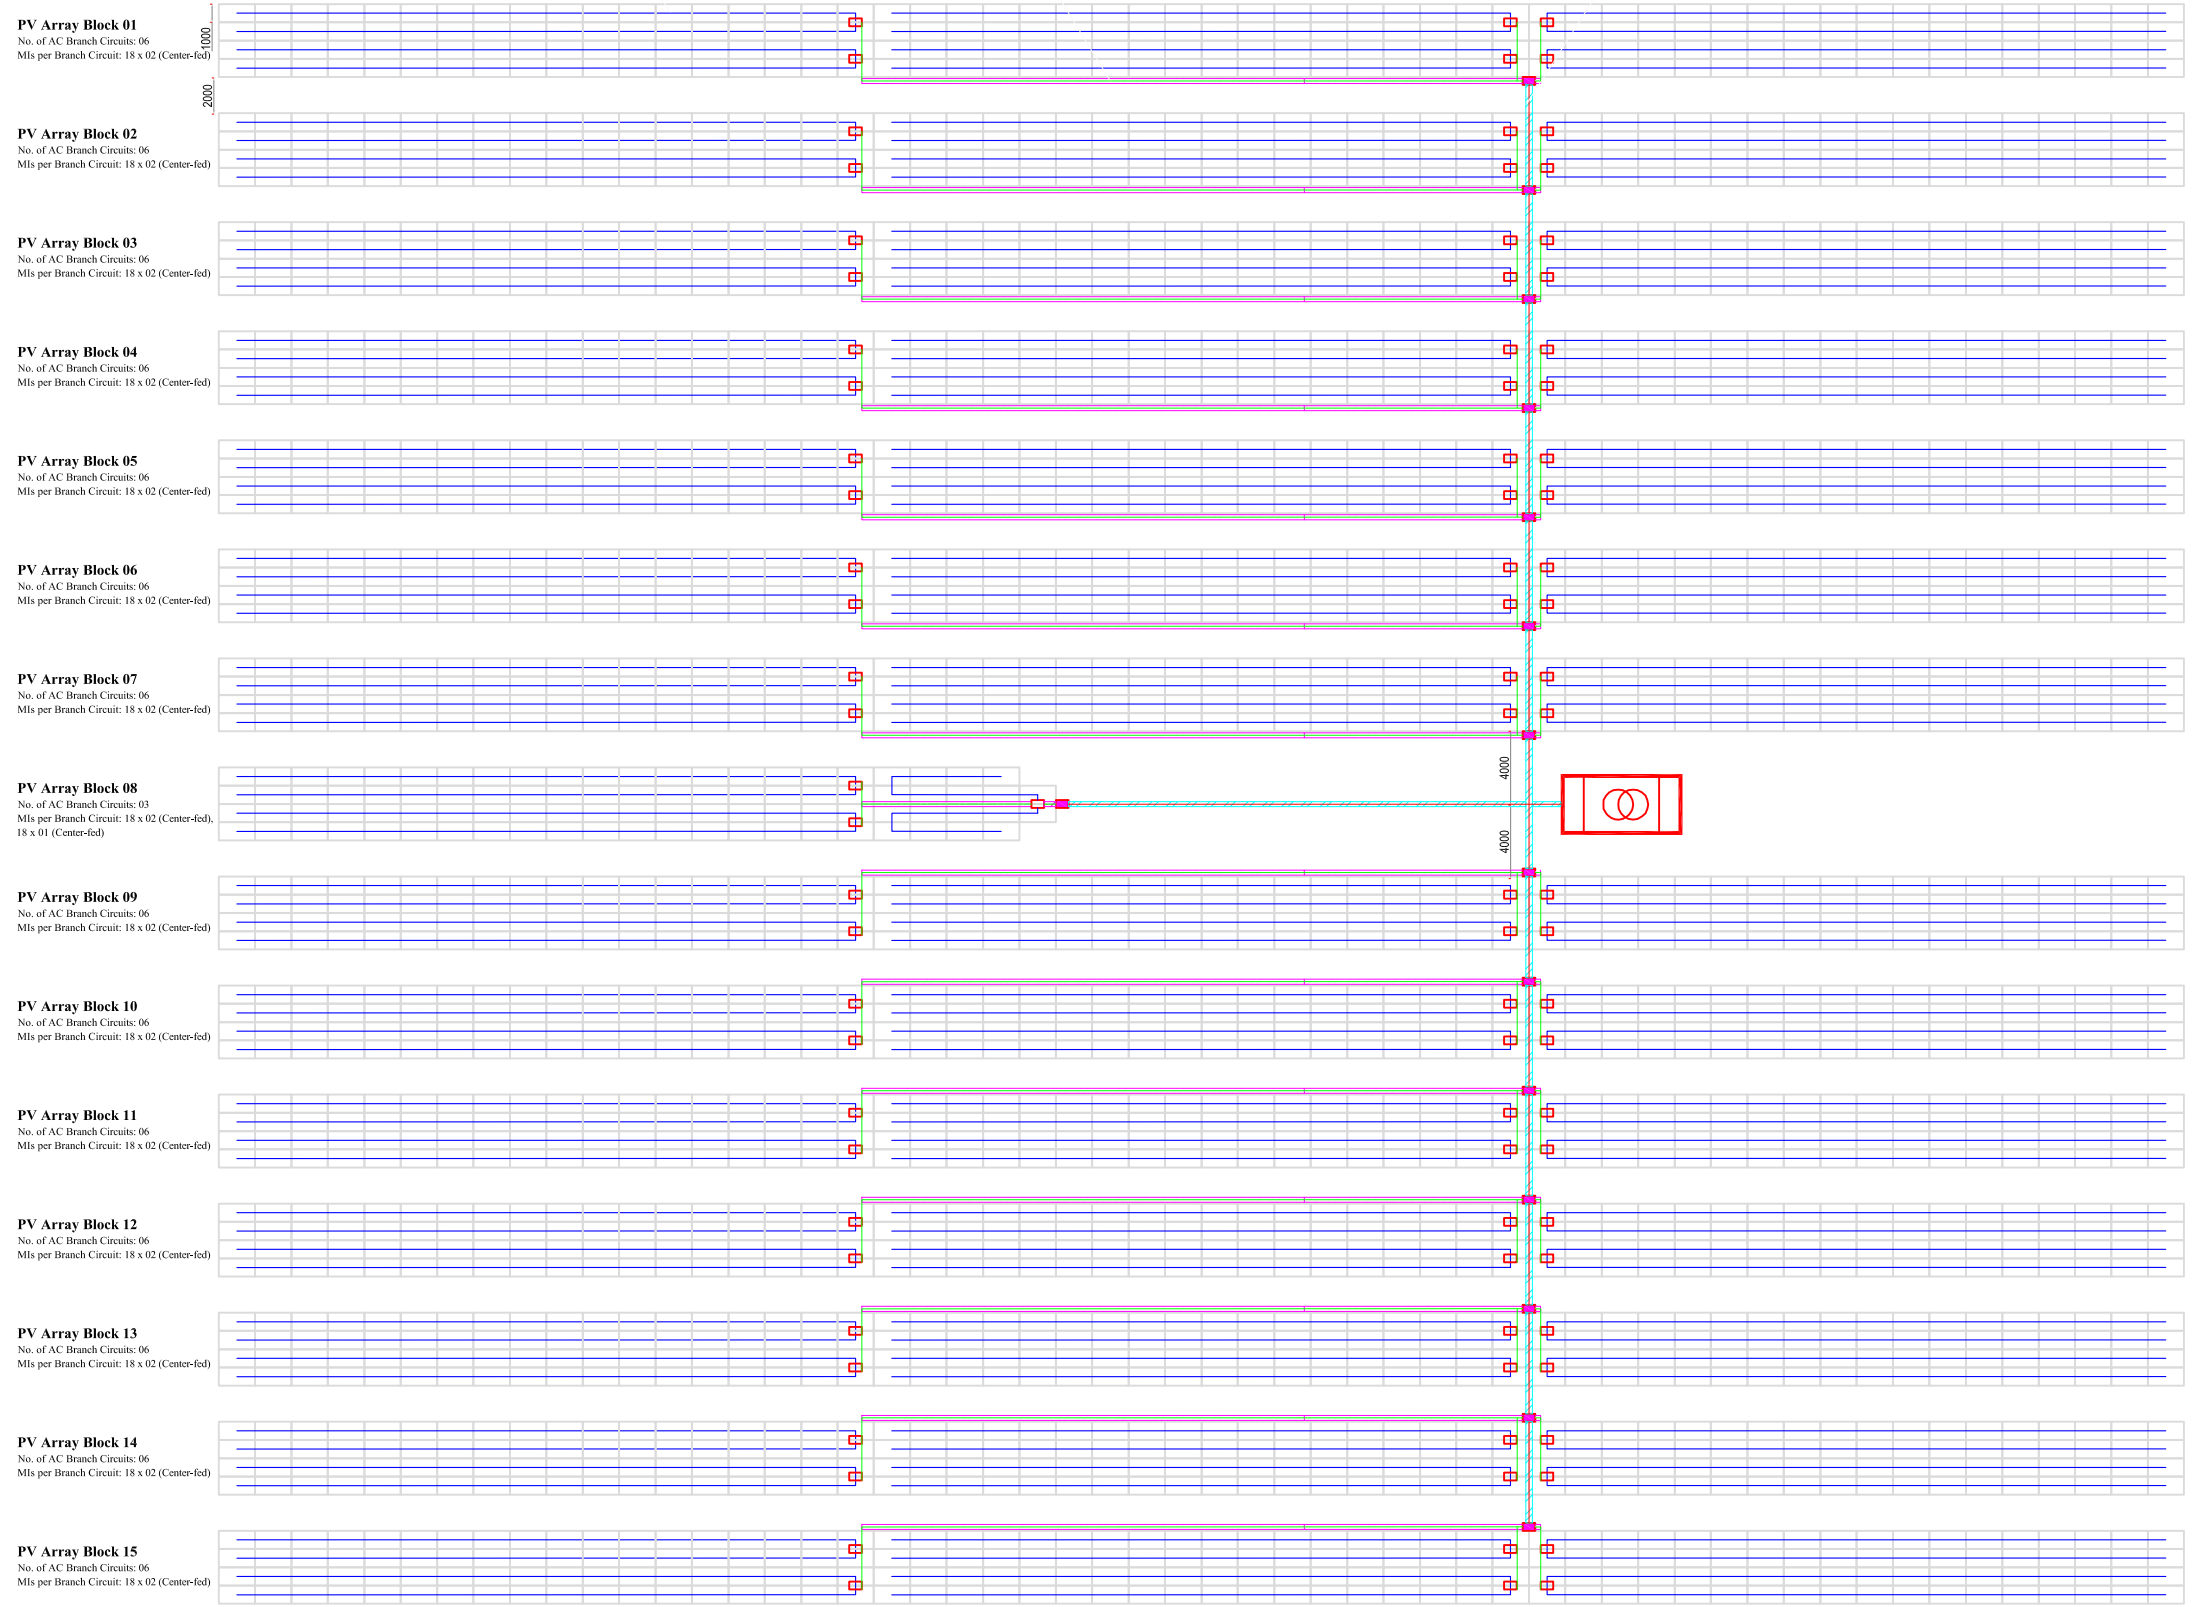 PV Array Block 01
No. of AC Branch Circuits: 06
MIs per Branch Circuit: 18 x 02 (Center-fed)
1000
2000
PV Array Block 02
No. of AC Branch Circuits: 06
MIs per Branch Circuit: 18 x 02 (Center-fed)
PV Array Block 03
No. of AC Branch Circuits: 06
MIs per Branch Circuit: 18 x 02 (Center-fed)
PV Array Block 04
No. of AC Branch Circuits: 06
MIs per Branch Circuit: 18 x 02 (Center-fed)
PV Array Block 05
No. of AC Branch Circuits: 06
MIs per Branch Circuit: 18 x 02 (Center-fed)
PV Array Block 06
No. of AC Branch Circuits: 06
MIs per Branch Circuit: 18 x 02 (Center-fed)
PV Array Block 07
No. of AC Branch Circuits: 06
MIs per Branch Circuit: 18 x 02 (Center-fed)
4000
PV Array Block 08
No. of AC Branch Circuits: 03
MIs per Branch Circuit: 18 x 02 (Center-fed),
18 x 01 (Center-fed)
4000
PV Array Block 09
No. of AC Branch Circuits: 06
MIs per Branch Circuit: 18 x 02 (Center-fed)
PV Array Block 10
No. of AC Branch Circuits: 06
MIs per Branch Circuit: 18 x 02 (Center-fed)
PV Array Block 11
No. of AC Branch Circuits: 06
MIs per Branch Circuit: 18 x 02 (Center-fed)
PV Array Block 12
No. of AC Branch Circuits: 06
MIs per Branch Circuit: 18 x 02 (Center-fed)
PV Array Block 13
No. of AC Branch Circuits: 06
MIs per Branch Circuit: 18 x 02 (Center-fed)
PV Array Block 14
No. of AC Branch Circuits: 06
MIs per Branch Circuit: 18 x 02 (Center-fed)
PV Array Block 15
No. of AC Branch Circuits: 06
MIs per Branch Circuit: 18 x 02 (Center-fed)